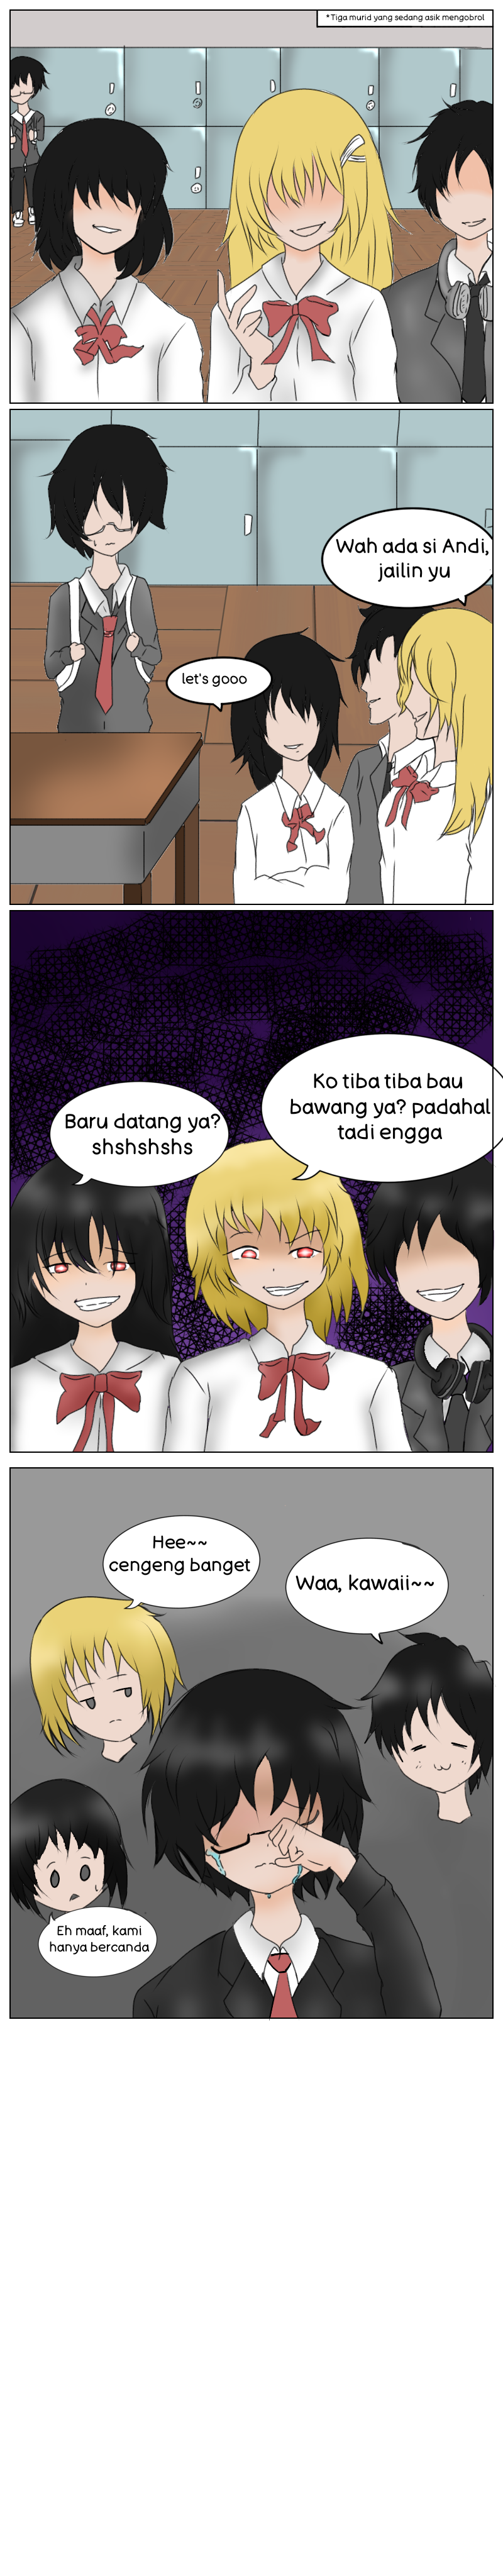 *Tiga murid yang sedang asik mengobrol
Wah ada si Andi,
jailin yu
let's gooo
Baru datang ya?
shshshshs
Ko tiba tiba bau
bawang ya? padahal
tadi engga
Hee~~
cengeng banget
Waa, kawaii~~
Eh maaf, kami
hanya bercanda